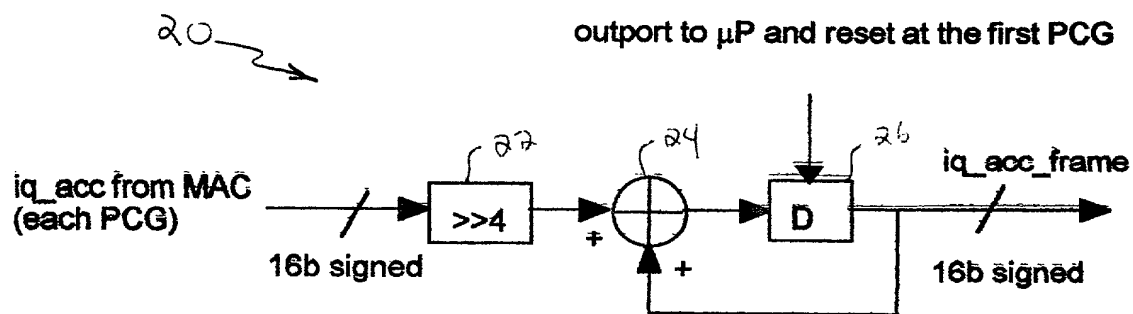 20
outport to μP and reset at the first PCG
22
24
26
iq_acc from MAC
(each PCG)
16b signed
>>4
+
+
D
iq_acc_frame
16b signed